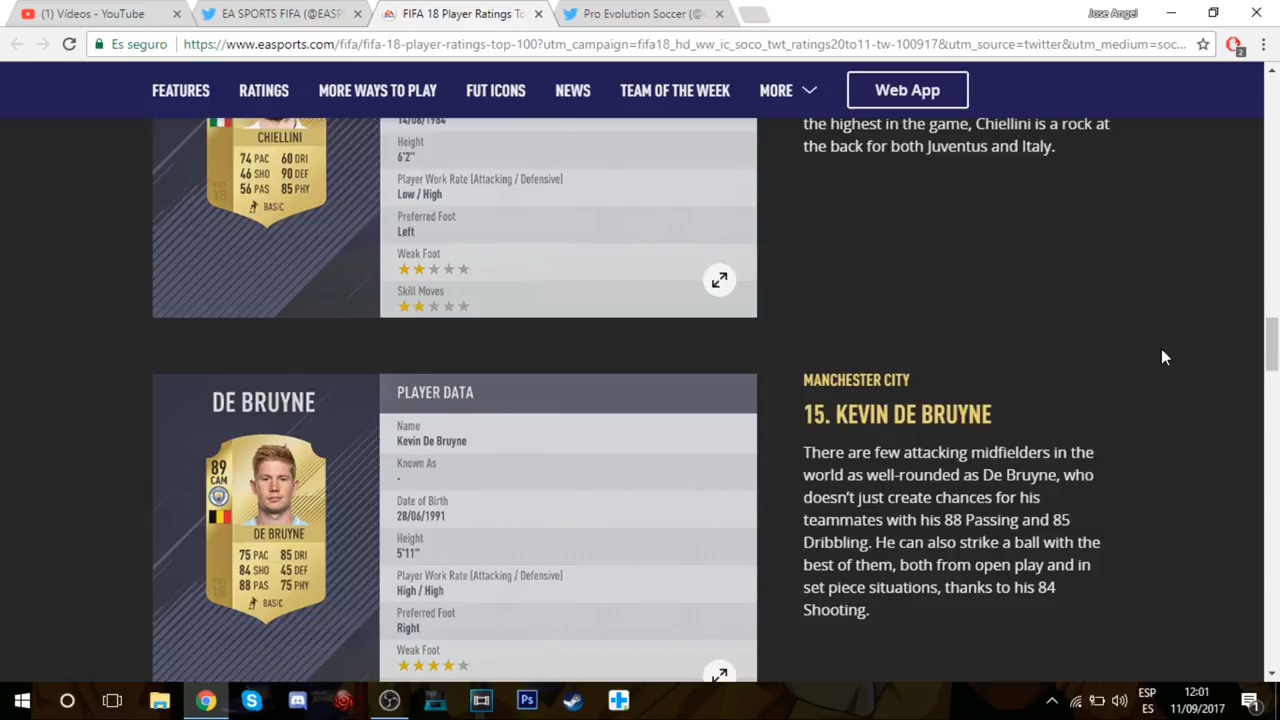 (1) Vídeos - YouTube
EA SPORTS FIFA (@EASP
FIFA 18 Player Ratings To
Pro Evolution Soccer (@
Jose Angel
Es seguro
https://www.easports.com/fifa/fifa-18-player-ratings-top-100?utm_campaign=fifa18_hd_ww_ic_soco_twt_ratings20to11-tw-100917&utm_source=twitter&utm_medium=soc...
2
FEATURES RATINGS MORE WAYS TO PLAY FUT ICONS NEWS TEAM OF THE WEEK MORE Web App
CHIELLINI
74 PAC 60 DRI
46 SHO 90 DEF
56 PAS 85 PHY
BASIC
14/08/1984
Height
6'2"
Player Work Rate [Attacking / Defensive]
Low / High
Preferred Foot
Left
Weak Foot
Skill Moves
the highest in the game, Chiellini is a rock at
the back for both Juventus and Italy.
DE BRUYNE
89
CAM
DE BRUYNE
75 PAC 85 DRI
84 SHO 45 DEF
88 PAS 75 PHY
BASIC
PLAYER DATA
Name
Kevin De Bruyne
Known As
-
Date of Birth
28/06/1991
Height
5'11"
Player Work Rate [Attacking / Defensive]
High / High
Preferred Foot
Right
Weak Foot
MANCHESTER CITY
15. KEVIN DE BRUYNE
There are few attacking midfielders in the
world as well-rounded as De Bruyne, who
doesn't just create chances for his
teammates with his 88 Passing and 85
Dribbling. He can also strike a ball with the
best of them, both from open play and in
set piece situations, thanks to his 84
Shooting.
Ps
ESP
ES
12:01
11/09/2017
1